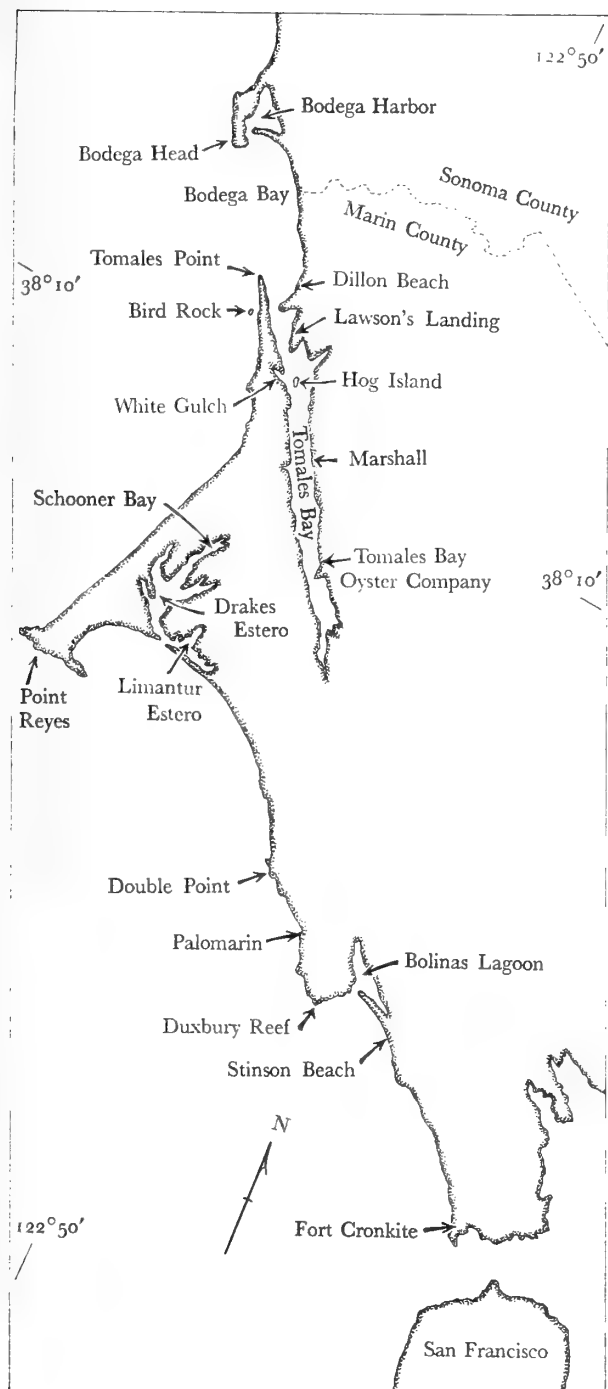 122°50′
Bodega Harbor
Bodega Head
Bodega Bay
Sonoma County
Marin County
Tomales Point
38°10′
Dillon Beach
Bird Rock
Lawson's Landing
White Gulch
Hog Island
Tomales Bay
Marshall
Schooner Bay
Tomales Bay
Oyster Company
38°10′
Drakes
Estero
Limantur
Estero
Point
Reyes
Double Point
Palomarin
Bolinas Lagoon
Duxbury Reef
Stinson Beach
N
122°50′
Fort Cronkite
San Francisco